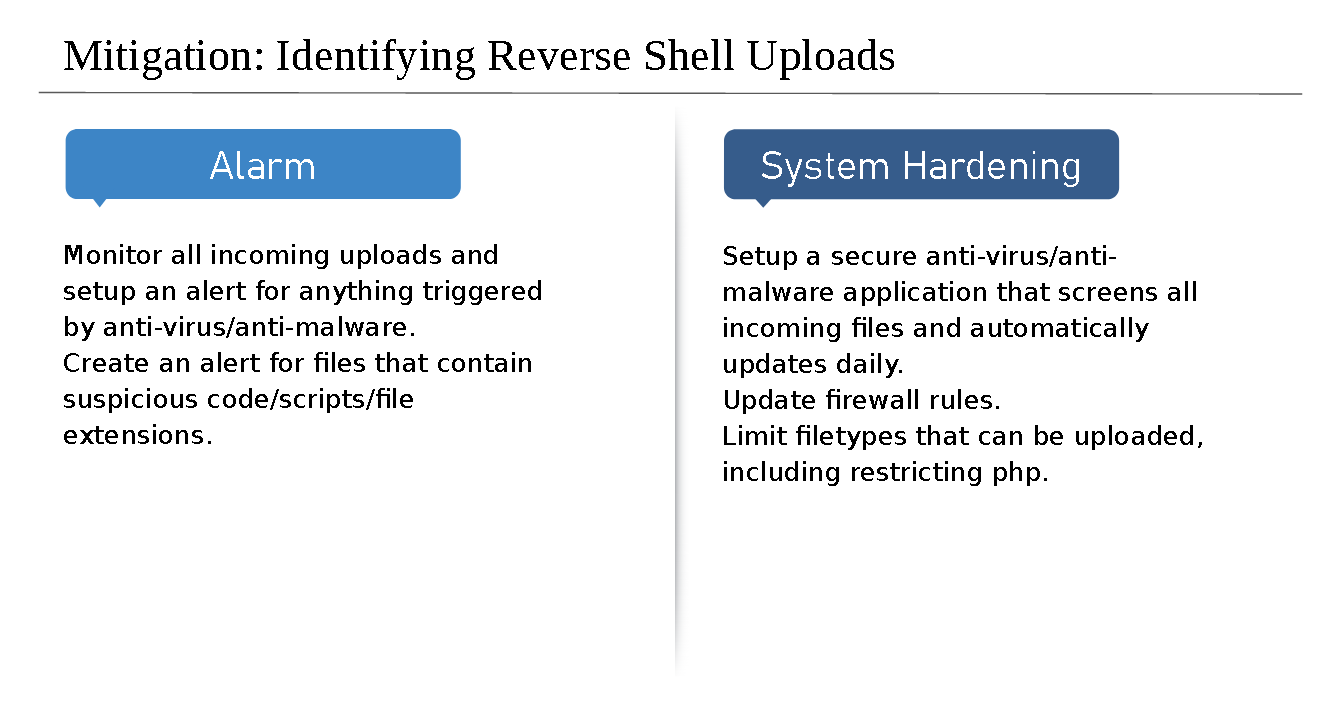 Mitigation: Identifying Reverse Shell Uploads
Alarm
Monitor all incoming uploads and
setup an alert for anything triggered
by anti-virus/anti-malware.
Create an alert for files that contain
suspicious code/scripts/file
extensions.
System Hardening
Setup a secure anti-virus/anti-
malware application that screens all
incoming files and automatically
updates daily.
Update firewall rules.
Limit filetypes that can be uploaded,
including restricting php.